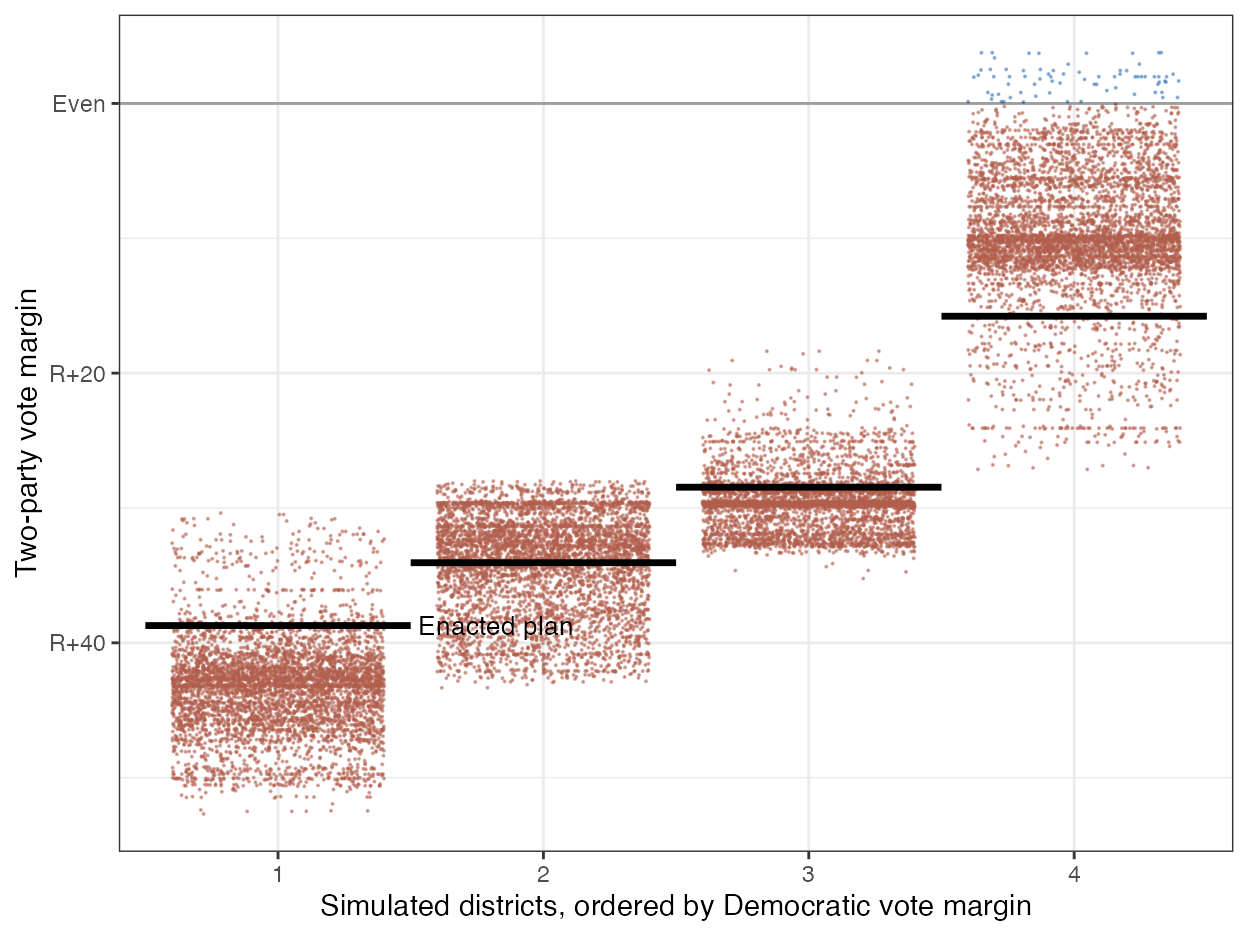 Even
R+20
R+40
Two-party vote margin
Enacted plan
1
2
3
4
Simulated districts, ordered by Democratic vote margin